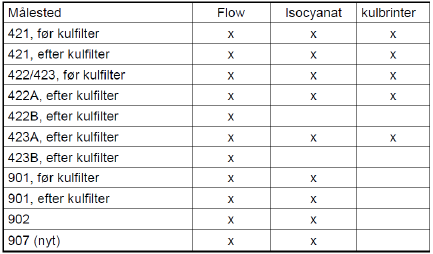 Målested Flow Isocyanat kulbrinter
421, før kulfilter x x x
421, efter kulfilter x x x
422/423, før kulfilter x x x
422A, efter kulfilter x x x
422B, efter kulfilter x
423A, efter kulfilter x x x
423B, efter kulfilter x
901, før kulfilter x x
901, efter kulfilter x x
902 x x
907 (nyt) x x